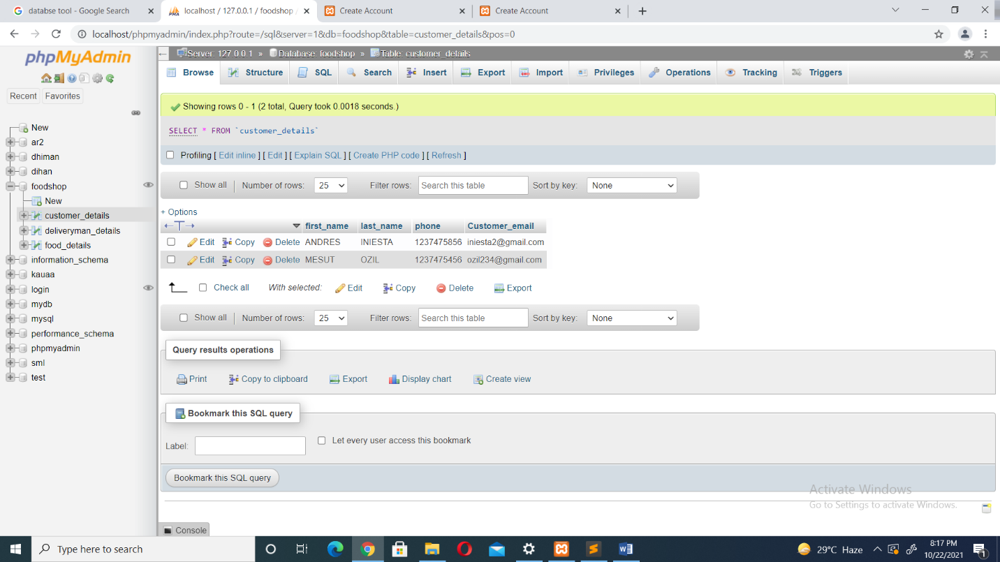 databse tool - Google Search
localhost / 127.0.0.1 / foodshop /
Create Account
Create Account
localhost/phpmyadmin/index.php?route=/sql&server=1&db=foodshop&table=customer_details&pos=0
phpMyAdmin
Recent Favorites
New
ar2
dhiman
dihan
foodshop
New
customer_details
deliveryman_details
food_details
information_schema
kauaa
login
mydb
mysql
performance_schema
phpmyadmin
sml
test
Server: 127.0.0.1 » Database: foodshop » Table: customer_details
Browse Structure SQL Search Insert Export Import Privileges Operations Tracking Triggers
Showing rows 0 - 1 (2 total, Query took 0.0018 seconds.)
SELECT * FROM `customer_details`
Profiling [ Edit inline ] [ Edit ] [ Explain SQL ] [ Create PHP code ] [ Refresh ]
Show all Number of rows: 25 Filter rows: Search this table Sort by key: None
+ Options
←T→ first_name last_name phone Customer_email
Edit Copy Delete ANDRES INIESTA 1237475856 iniesta2@gmail.com
Edit Copy Delete MESUT OZIL 1237475456 ozil234@gmail.com
Check all With selected: Edit Copy Delete Export
Show all Number of rows: 25 Filter rows: Search this table Sort by key: None
Query results operations
Print Copy to clipboard Export Display chart Create view
Bookmark this SQL query
Label: Let every user access this bookmark
Bookmark this SQL query
Activate Windows
Go to Settings to activate Windows.
Console
Type here to search
29°C Haze
8:17 PM
10/22/2021
1